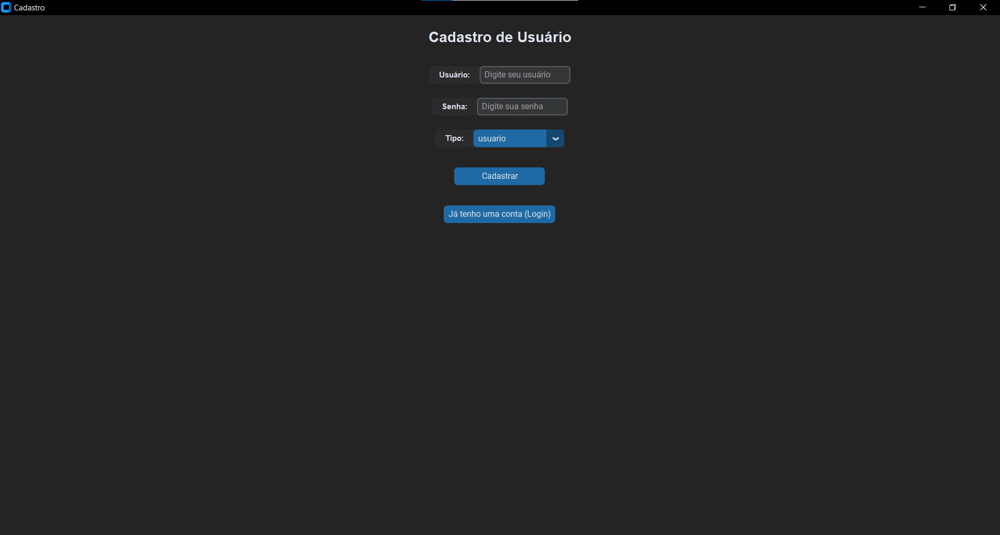 Cadastro
Cadastro de Usuário
Usuário: Digite seu usuário
Senha: Digite sua senha
Tipo: usuario
Cadastrar
Já tenho uma conta (Login)